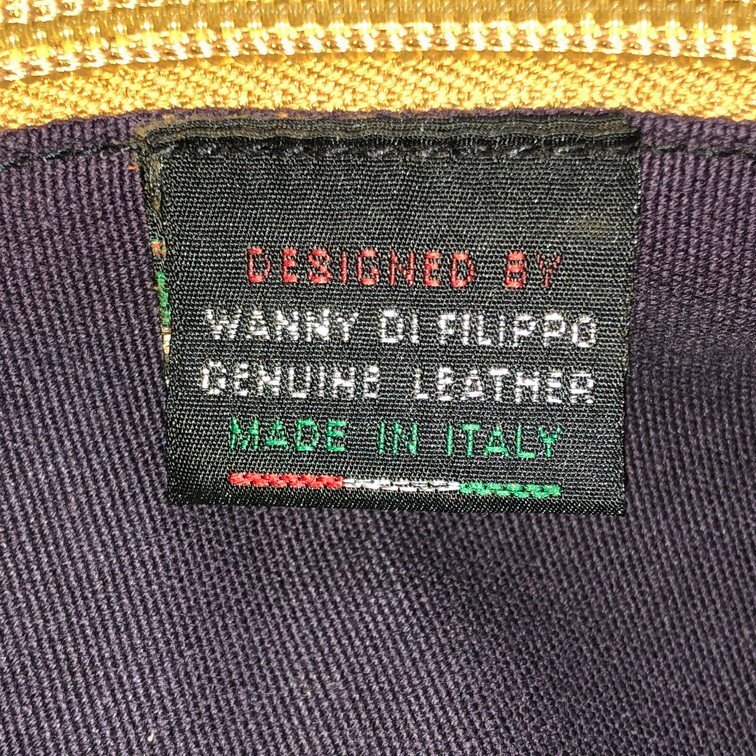 DESIGNED BY
WANNY DI FILIPPO
GENUINE LEATHER
MADE IN ITALY